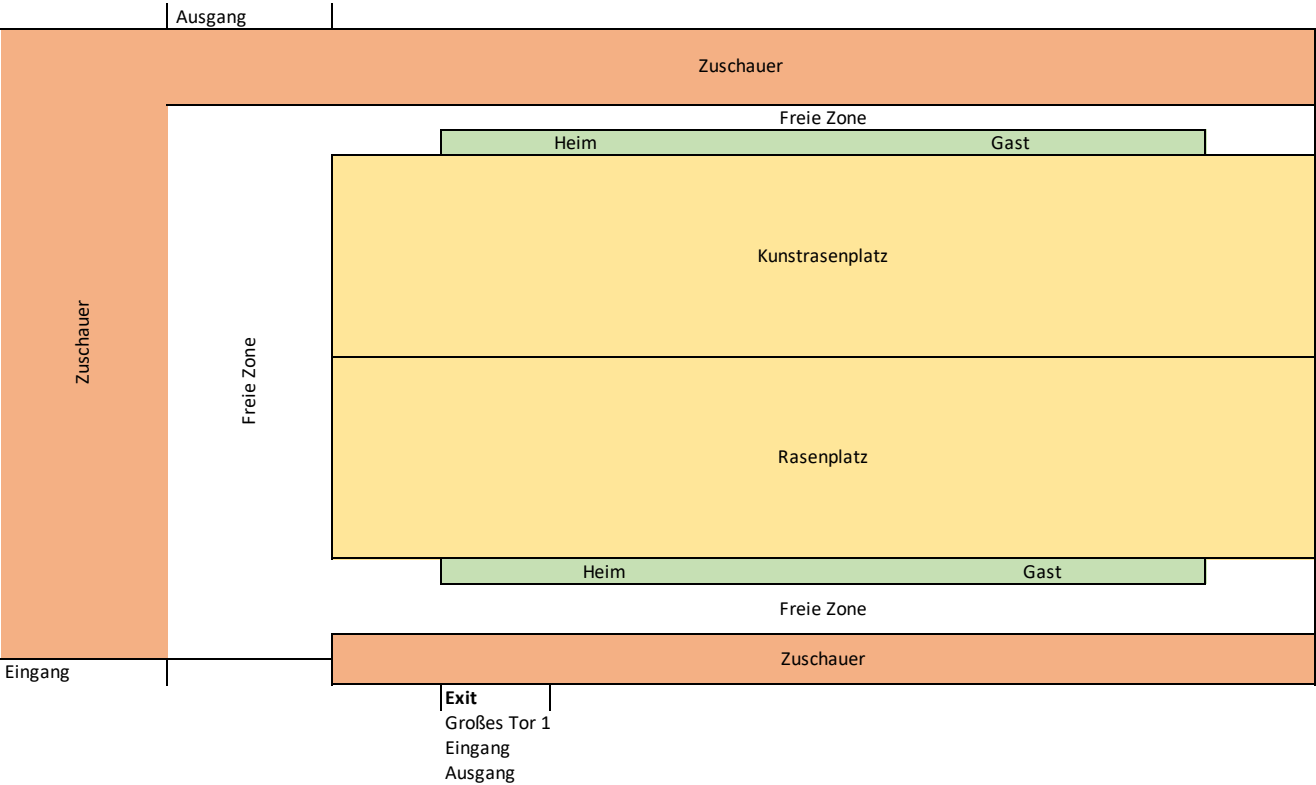 Ausgang
Zuschauer
Freie Zone
Heim Gast
Kunstrasenplatz
Zuschauer
Freie Zone
Rasenplatz
Heim Gast
Freie Zone
Zuschauer
Eingang
Exit
Großes Tor 1
Eingang
Ausgang